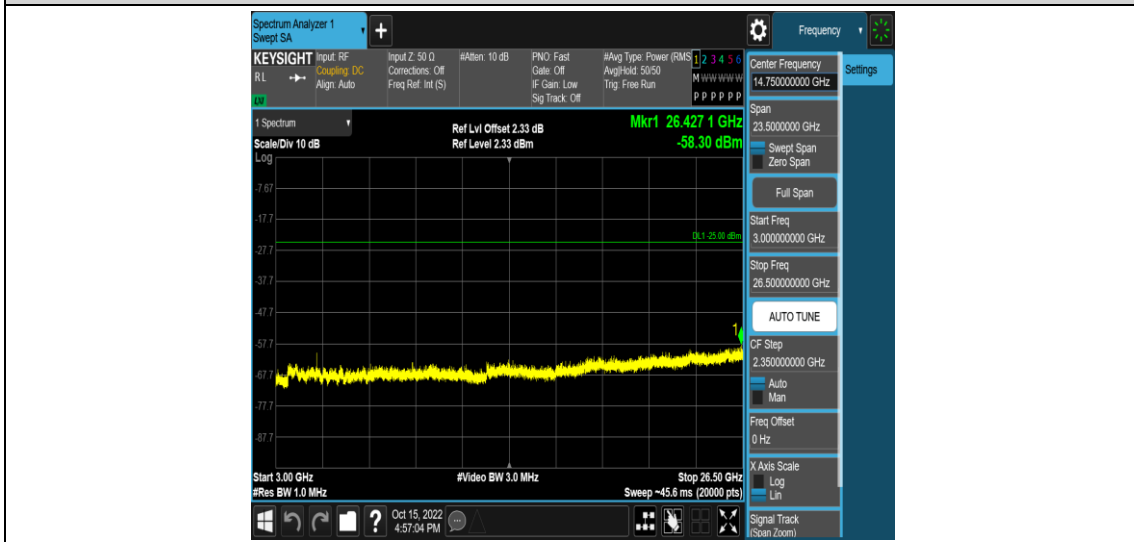 Spectrum Analyzer 1
Swept SA
+
Frequency
KEYSIGHT
RL
Input: RF
Coupling: DC
Align: Auto
Input Z: 50 Ω
Corrections: Off
Freq Ref: Int (S)
#Atten: 10 dB
PNO: Fast
Gate: Off
IF Gain: Low
Sig Track: Off
#Avg Type: Power (RMS
Avg|Hold: 50/50
Trig: Free Run
1 2 3 4 5 6
M W W W W W
P P P P P P
1 Spectrum
Scale/Div 10 dB
Ref Lvl Offset 2.33 dB
Ref Level 2.33 dBm
Mkr1 26.427 1 GHz
-58.30 dBm
Log
-7.67
-17.7
DL1 -25.00 dBm
-27.7
-37.7
-47.7
1
-57.7
-67.7
-77.7
-87.7
Start 3.00 GHz
#Video BW 3.0 MHz
Stop 26.50 GHz
#Res BW 1.0 MHz
Sweep ~45.6 ms (20000 pts)
?
Oct 15, 2022
4:57:04 PM
Center Frequency
14.750000000 GHz
Settings
Span
23.5000000 GHz
Swept Span
Zero Span
Full Span
Start Freq
3.000000000 GHz
Stop Freq
26.500000000 GHz
AUTO TUNE
CF Step
2.350000000 GHz
Auto
Man
Freq Offset
0 Hz
X Axis Scale
Log
Lin
Signal Track
(Span Zoom)